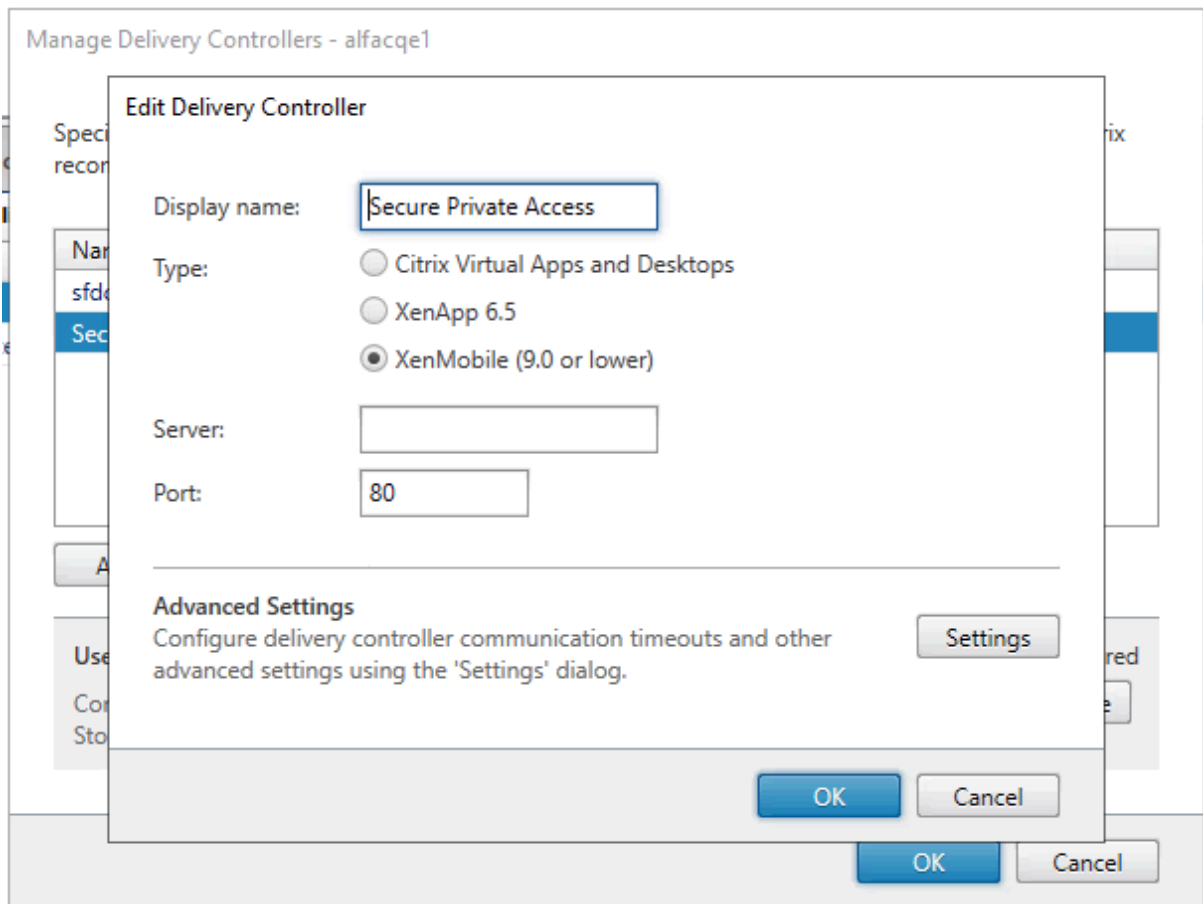 Manage Delivery Controllers - alfacqe1
Edit Delivery Controller
Display name: Secure Private Access
Type:
Citrix Virtual Apps and Desktops
XenApp 6.5
XenMobile (9.0 or lower)
Server:
Port: 80
Advanced Settings
Configure delivery controller communication timeouts and other
advanced settings using the 'Settings' dialog.
Settings
OK Cancel
OK Cancel